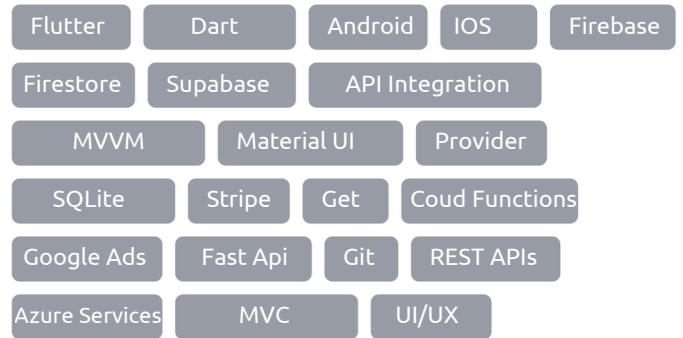 Flutter Dart Android IOS Firebase
Firestore Supabase API Integration
MVVM Material UI Provider
SQLite Stripe Get Coud Functions
Google Ads Fast Api Git REST APIs
Azure Services MVC UI/UX